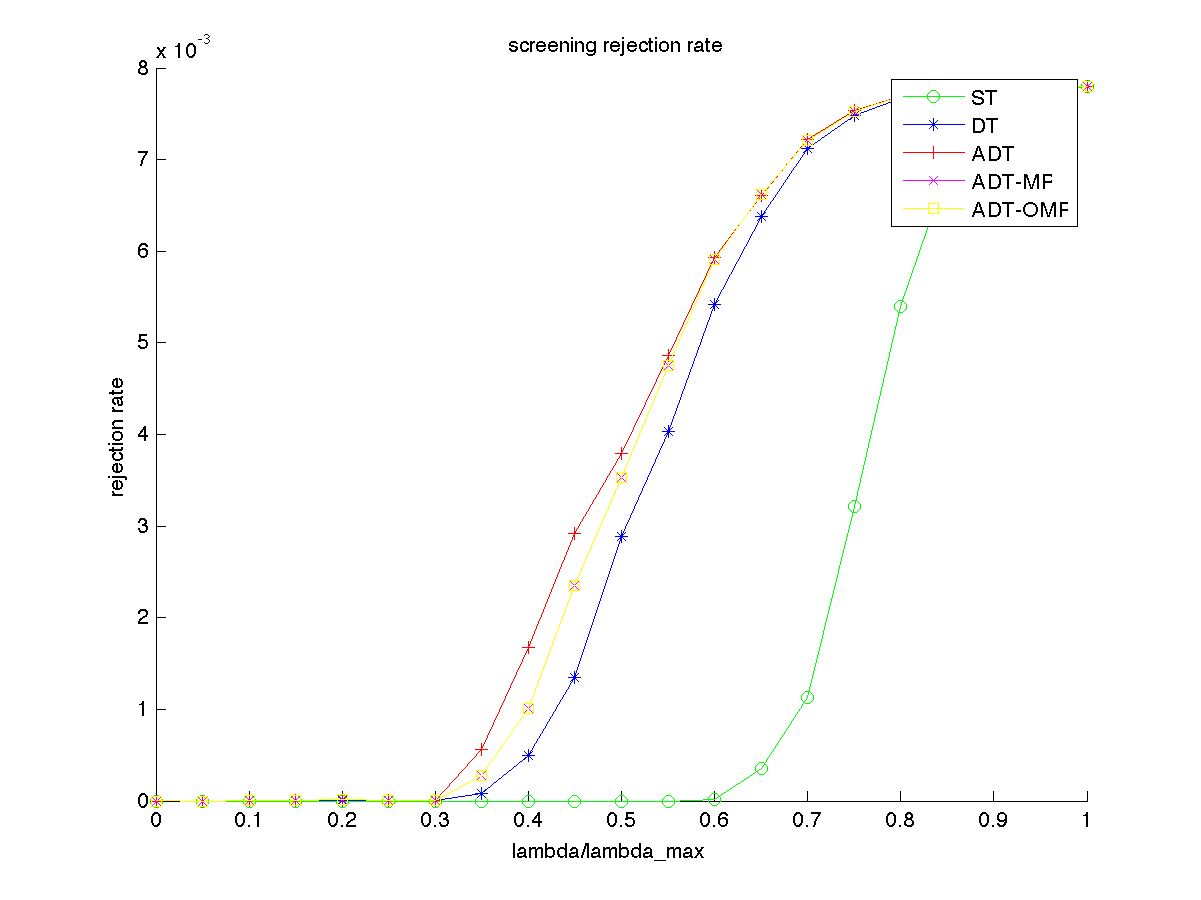 screening rejection rate
x 10^-3
8
7
6
5
4
3
2
1
0
rejection rate
0 0.1 0.2 0.3 0.4 0.5 0.6 0.7 0.8 0.9 1
lambda/lambda_max
ST
DT
ADT
ADT-MF
ADT-OMF